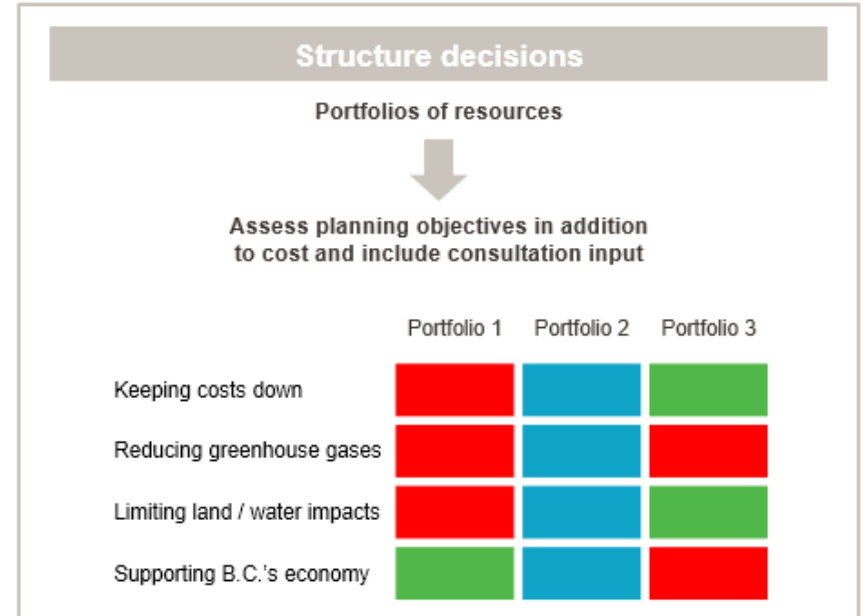 Structure decisions
Portfolios of resources
Assess planning objectives in addition
to cost and include consultation input
Portfolio 1 Portfolio 2 Portfolio 3
Keeping costs down
Reducing greenhouse gases
Limiting land / water impacts
Supporting B.C.'s economy